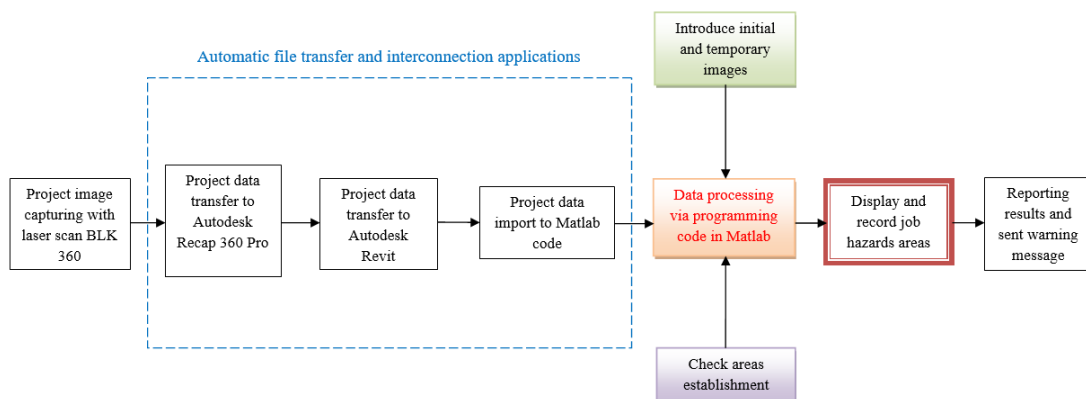 Introduce initial
and temporary
images
Automatic file transfer and interconnection applications
Project image
capturing with
laser scan BLK
360
Project data
transfer to
Autodesk
Recap 360 Pro
Project data
transfer to
Autodesk
Revit
Project data
import to Matlab
code
Data processing
via programming
code in Matlab
Display and
record job
hazards areas
Reporting
results and
sent warning
message
Check areas
establishment